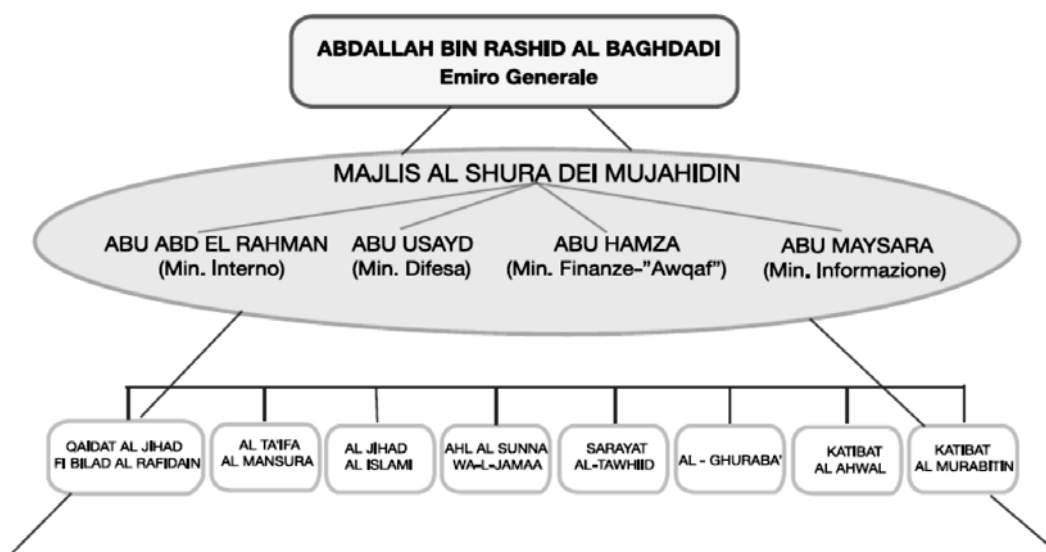 ABDALLAH BIN RASHID AL BAGHDADI
Emiro Generale
MAJLIS AL SHURA DEI MUJAHIDIN
ABU ABD EL RAHMAN
(Min. Interno)
ABU USAYD
(Min. Difesa)
ABU HAMZA
(Min. Finanze-"Awqaf")
ABU MAYSARA
(Min. Informazione)
QAIDAT AL JIHAD
FI BILAD AL RAFIDAIN
AL TA'IFA
AL MANSURA
AL JIHAD
AL ISLAMI
AHL AL SUNNA
WA-L-JAMAA
SARAYAT
AL-TAWHIID
AL - GHURABA'
KATIBAT
AL AHWAL
KATIBAT
AL MURABITIN